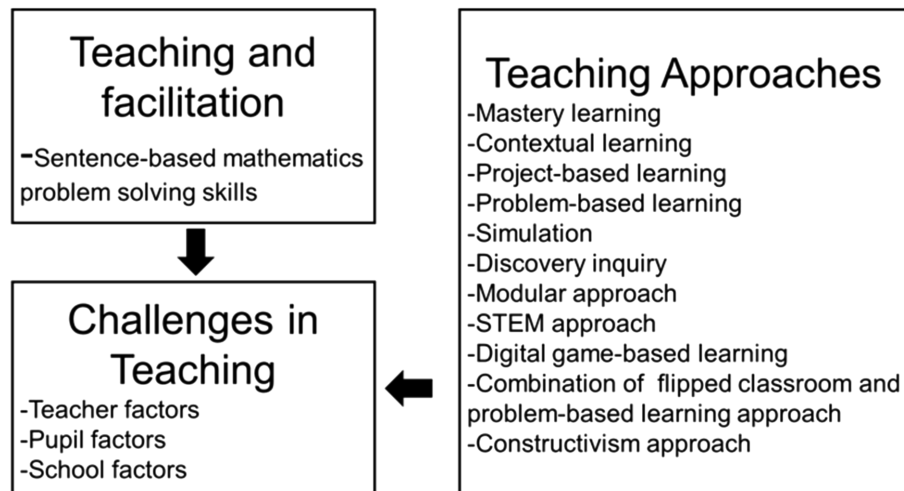 Teaching and
facilitation
-Sentence-based mathematics
problem solving skills
Challenges in
Teaching
-Teacher factors
-Pupil factors
-School factors
Teaching Approaches
-Mastery learning
-Contextual learning
-Project-based learning
-Problem-based learning
-Simulation
-Discovery inquiry
-Modular approach
-STEM approach
-Digital game-based learning
-Combination of flipped classroom and
problem-based learning approach
-Constructivism approach